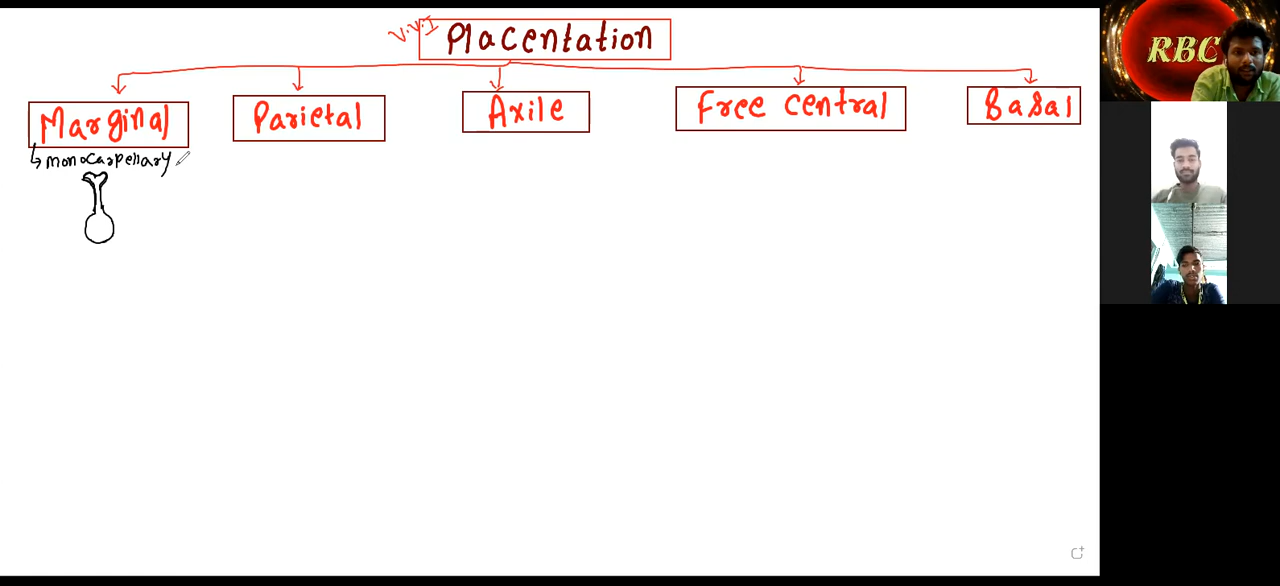 V.V.I Placentation
Marginal Parietal Axile Free central Basal
↳ monocarpellary
RBC